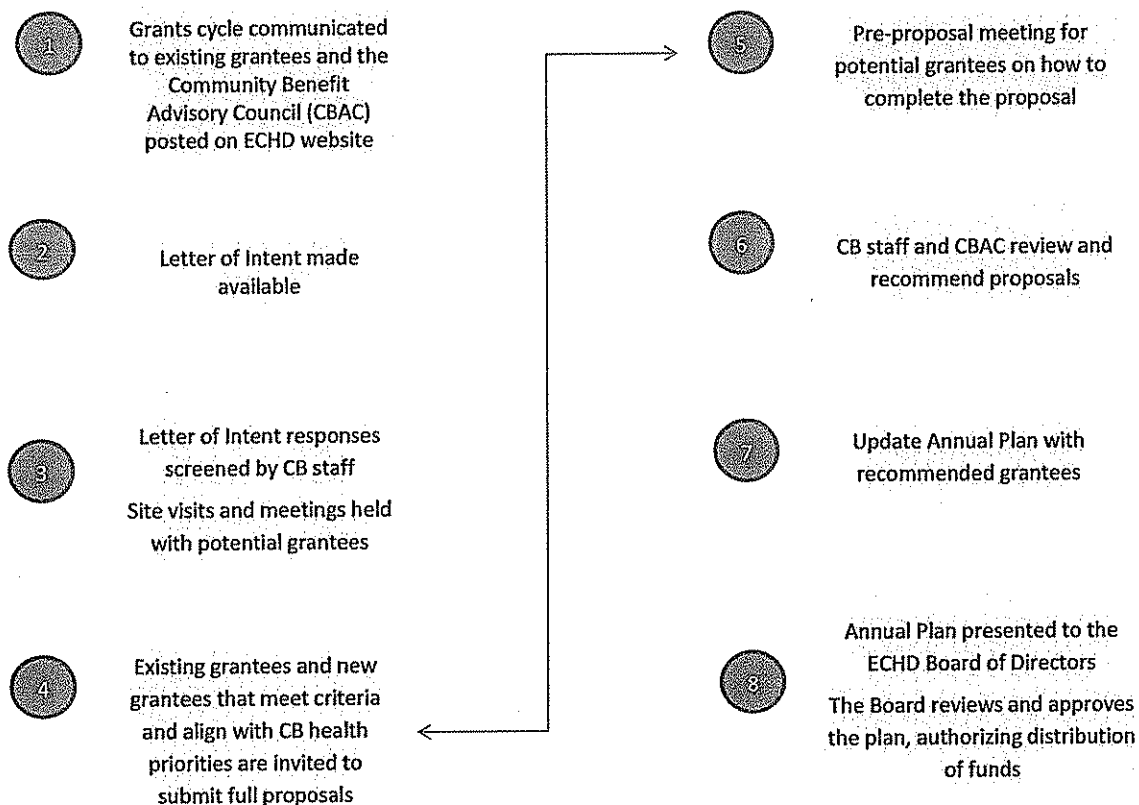 1
Grants cycle communicated
to existing grantees and the
Community Benefit
Advisory Council (CBAC)
posted on ECHD website
2
Letter of Intent made
available
3
Letter of Intent responses
screened by CB staff
Site visits and meetings held
with potential grantees
4
Existing grantees and new
grantees that meet criteria
and align with CB health
priorities are invited to
submit full proposals
5
Pre-proposal meeting for
potential grantees on how to
complete the proposal
6
CB staff and CBAC review and
recommend proposals
7
Update Annual Plan with
recommended grantees
8
Annual Plan presented to the
ECHD Board of Directors
The Board reviews and approves
the plan, authorizing distribution
of funds